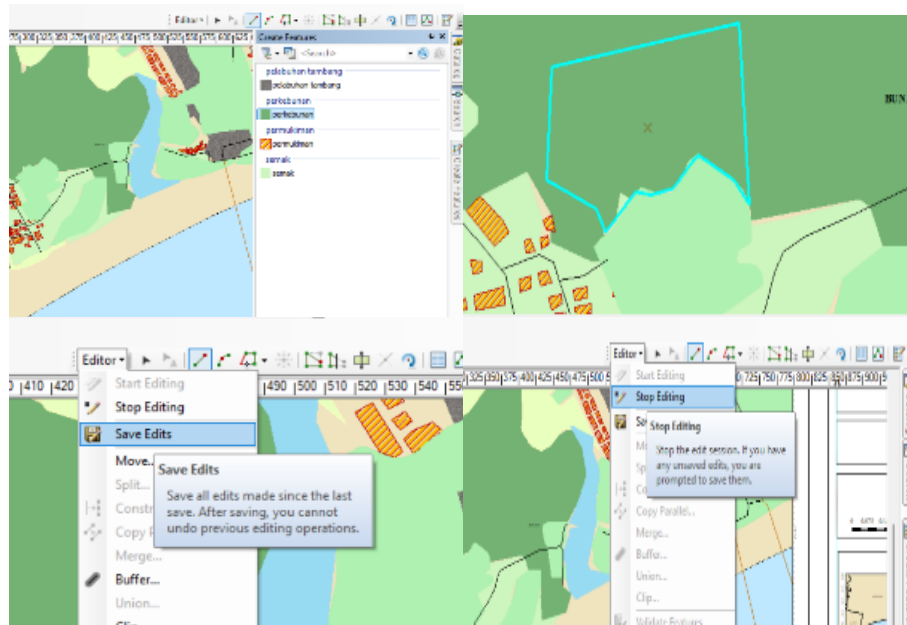 Editor
Create Features
<Search>
pelabuhan tambang
pelabuhan tambang
perkebunan
perkebunan
permukiman
permukiman
semak
semak
BUN
Editor
410 420
490 500 510 520 530 540
Start Editing
Stop Editing
Save Edits
Move..
Split...
Constr
Copy P
Merge...
Buffer...
Union...
Save Edits
Save all edits made since the last
save. After saving, you cannot
undo previous editing operations.
Editor
Start Editing
Stop Editing
Stop Editing
Stop the edit session. If you have
any unsaved edits, you are
prompted to save them.
Copy Parallel...
Merge...
Buffer...
Union...
Clip...
Validate Features